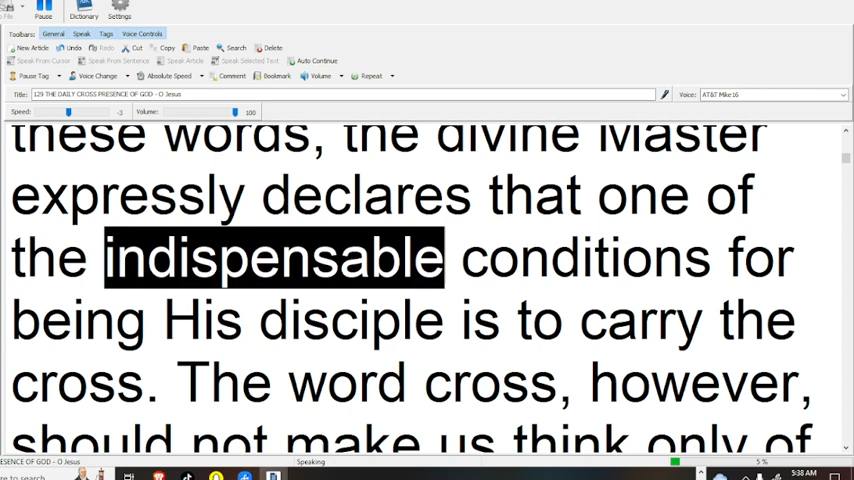 Pause Dictionary Settings
Toolbars: General Speak Tags Voice Controls
New Article Undo Redo Cut Copy Paste Search Delete
Speak From Cursor Speak From Sentence Speak Article Speak Selected Text Auto Continue
Pause Tag Voice Change Absolute Speed Comment Bookmark Volume Repeat
Title: 129 THE DAILY CROSS PRESENCE OF GOD - O Jesus Voice: AT&T Mike16
Speed: -3 Volume: 100
these words, the divine Master
expressly declares that one of
the indispensable conditions for
being His disciple is to carry the
cross. The word cross, however,
should not make us think only of
ESENCE OF GOD - O Jesus Speaking 5 %
re to search 5:38 AM